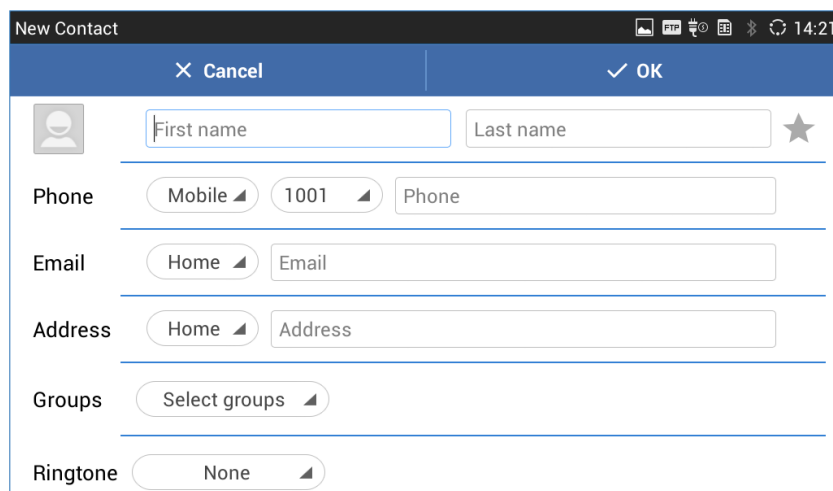 New Contact FTP 14:21
Cancel OK
First name Last name
Phone Mobile 1001 Phone
Email Home Email
Address Home Address
Groups Select groups
Ringtone None